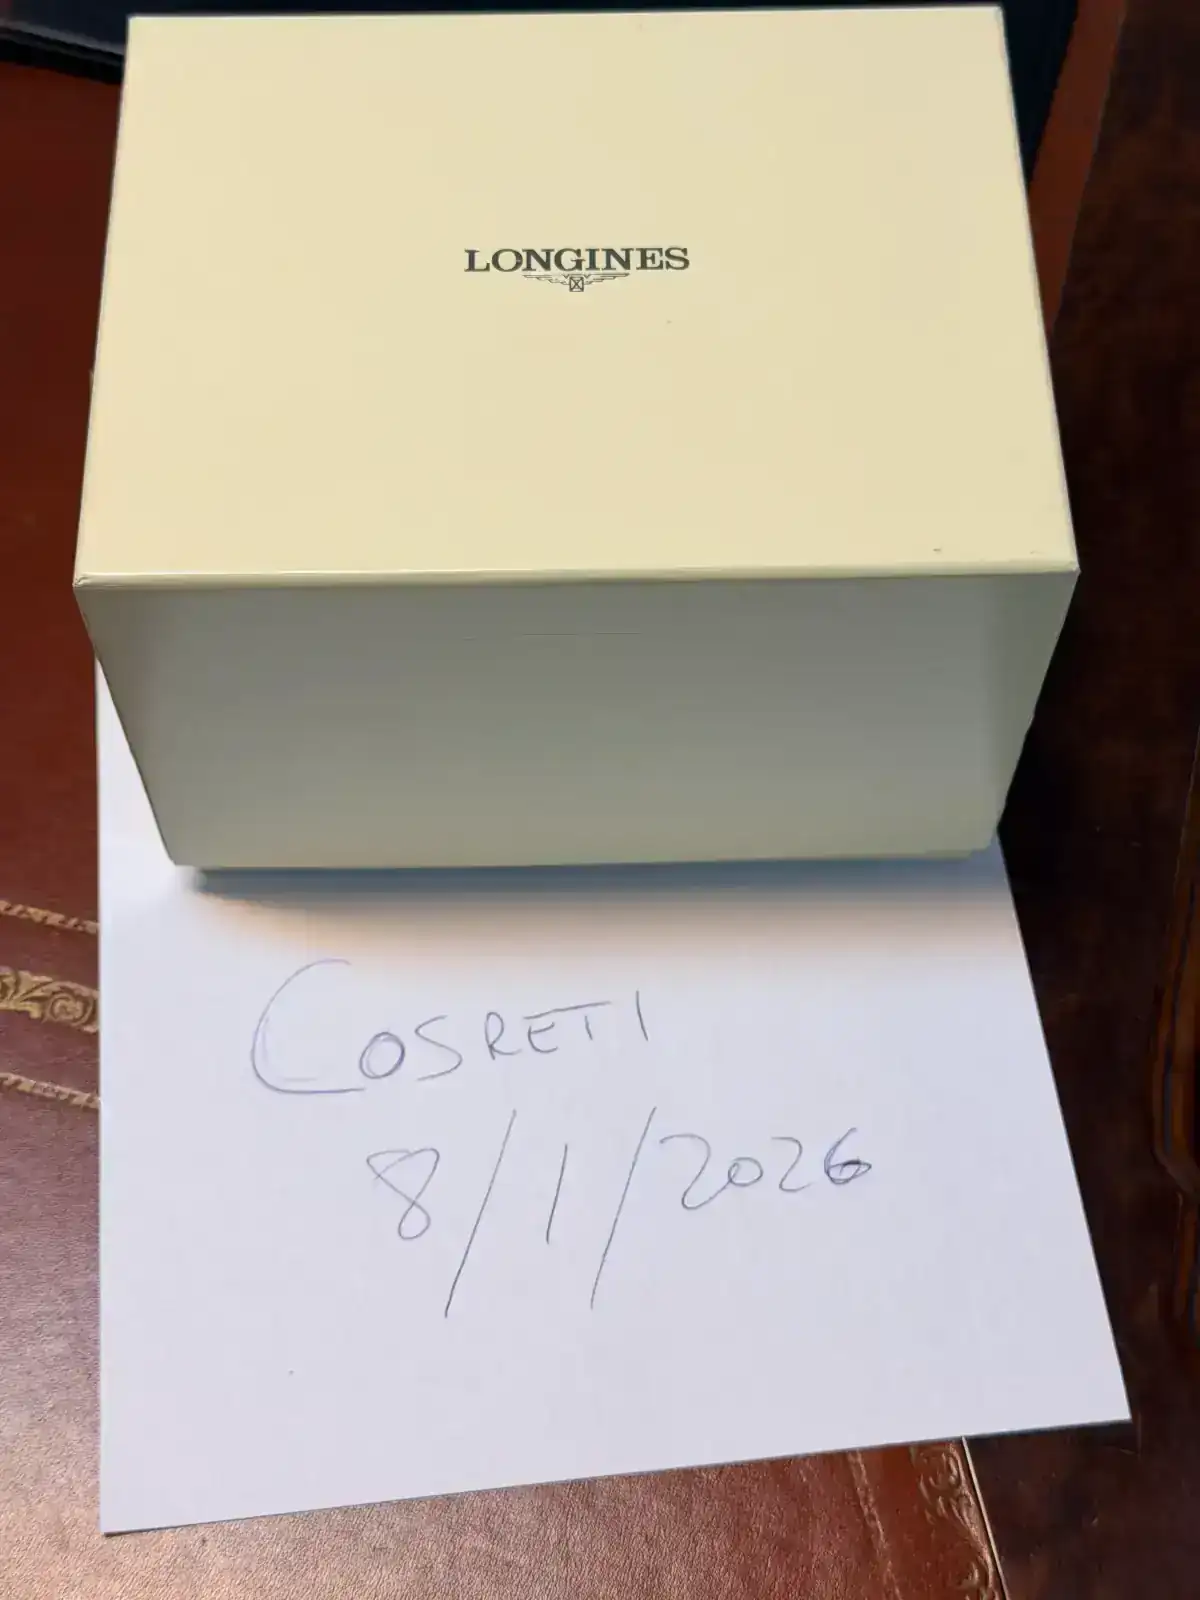 LONGINES
COSRETI
8/1/2026